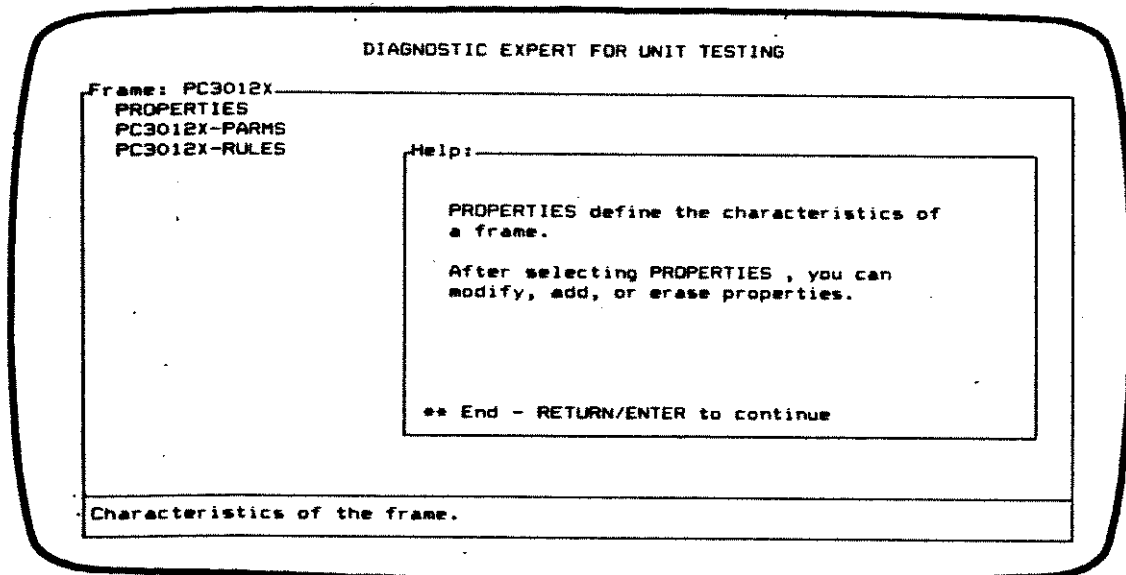 DIAGNOSTIC EXPERT FOR UNIT TESTING
Frame: PC3012X
PROPERTIES
PC3012X-PARMS
PC3012X-RULES
Help:
PROPERTIES define the characteristics of
a frame.
After selecting PROPERTIES , you can
modify, add, or erase properties.
** End - RETURN/ENTER to continue
Characteristics of the frame.